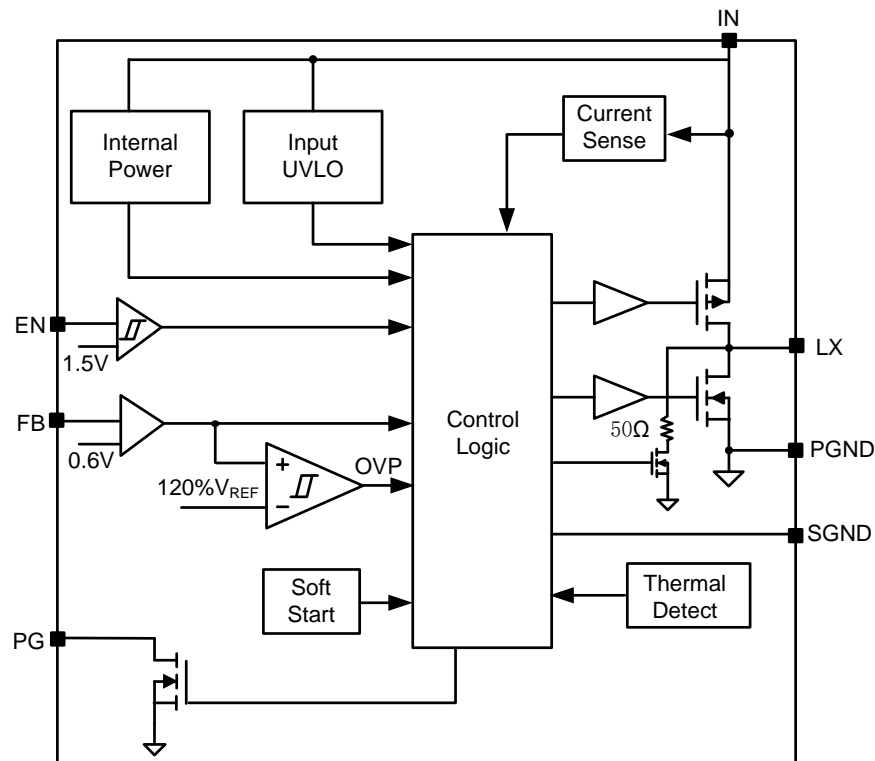 IN
Internal
Power
Input
UVLO
Current
Sense
EN
1.5V
LX
FB
0.6V
Control
Logic
50Ω
PGND
+
OVP
120%VREF
−
SGND
Soft
Start
Thermal
Detect
PG